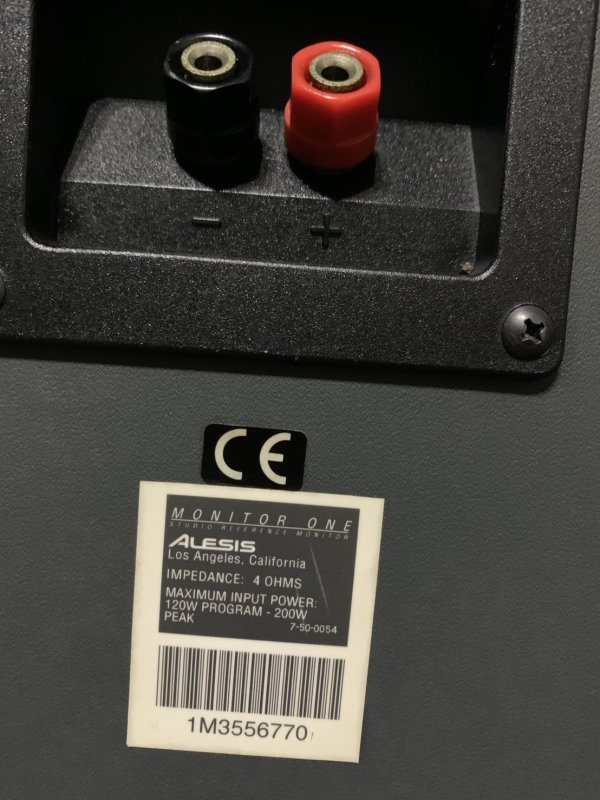 - +
CE
MONITOR ONE
STUDIO REFERENCE MONITOR
ALESIS
Los Angeles, California
IMPEDANCE: 4 OHMS
MAXIMUM INPUT POWER:
120W PROGRAM - 200W
PEAK
7-50-0054
1M3556770